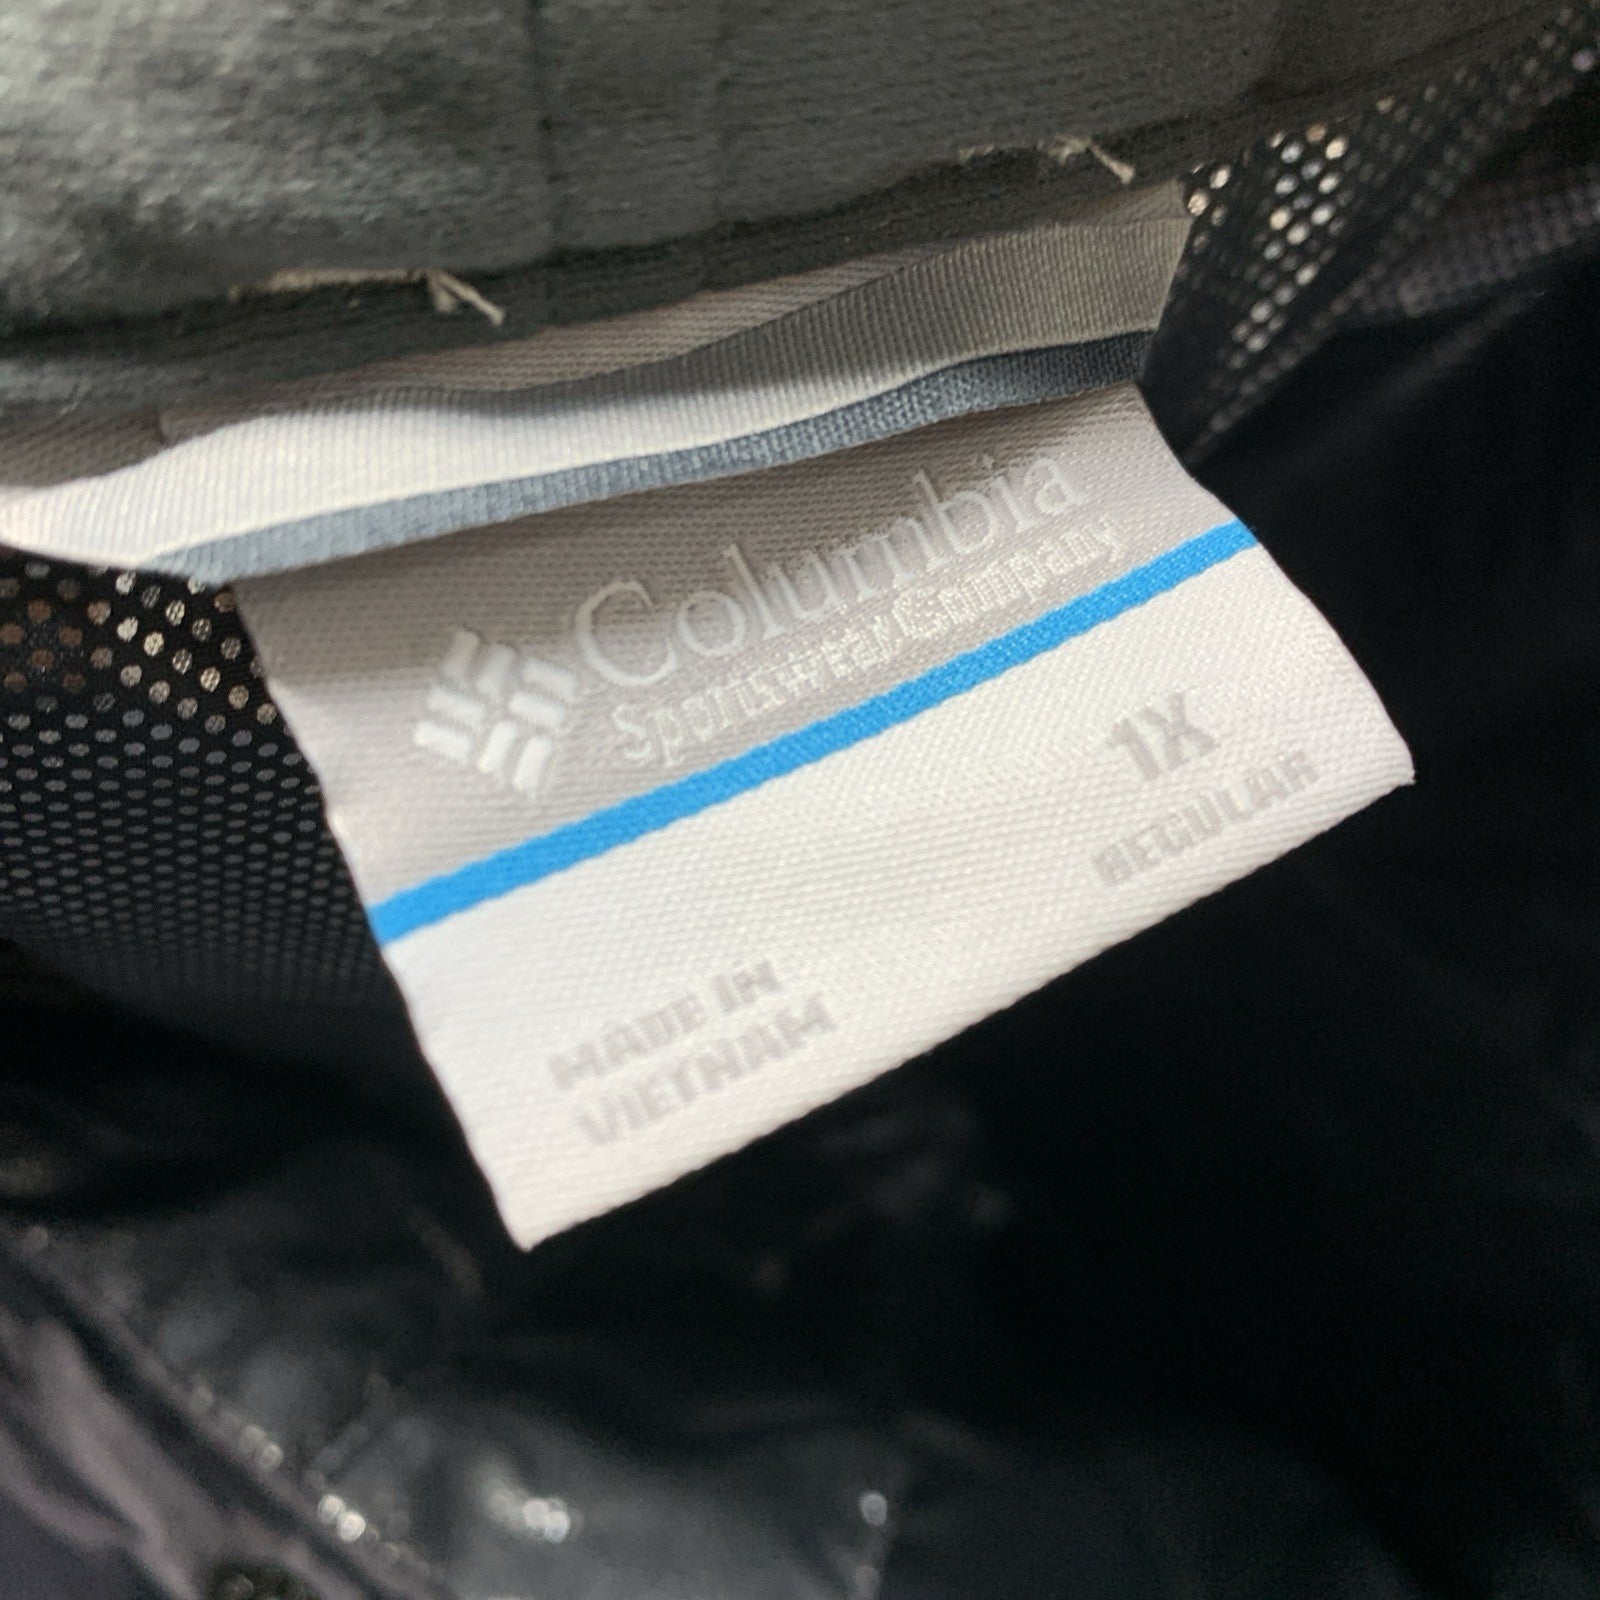 Columbia
Sportswear Company
1X
REGULAR
MADE IN
VIETNAM